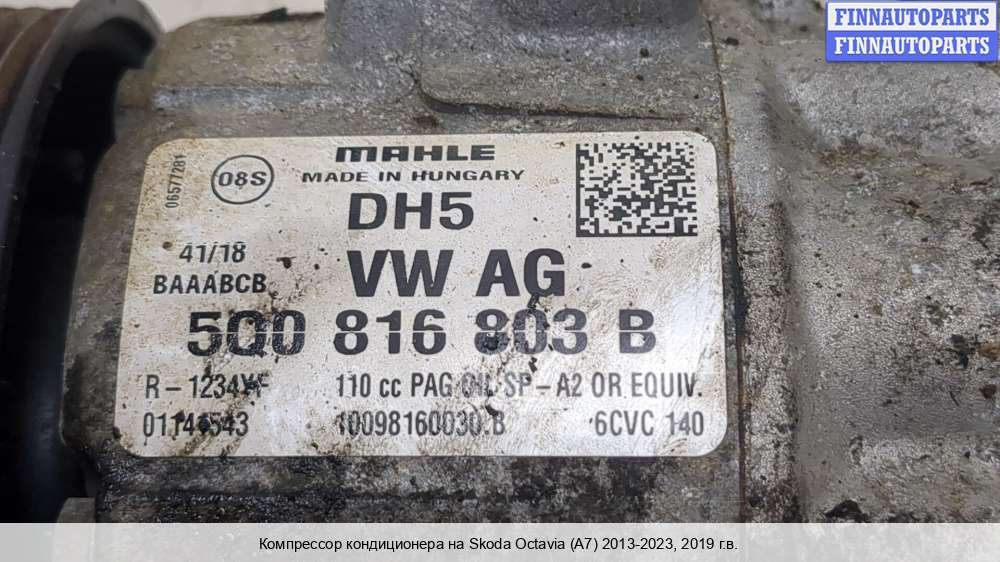 FINNAUTOPARTS
FINNAUTOPARTS
MAHLE
MADE IN HUNGARY
08S
06577281
DH5
41/18
BAAABCB
VW AG
5Q0 816 803 B
R-1234YF 110 cc PAG OIL SP-A2 OR EQUIV.
10098160030.B 6CVC 140
Компрессор кондиционера на Skoda Octavia (A7) 2013-2023, 2019 г.в.